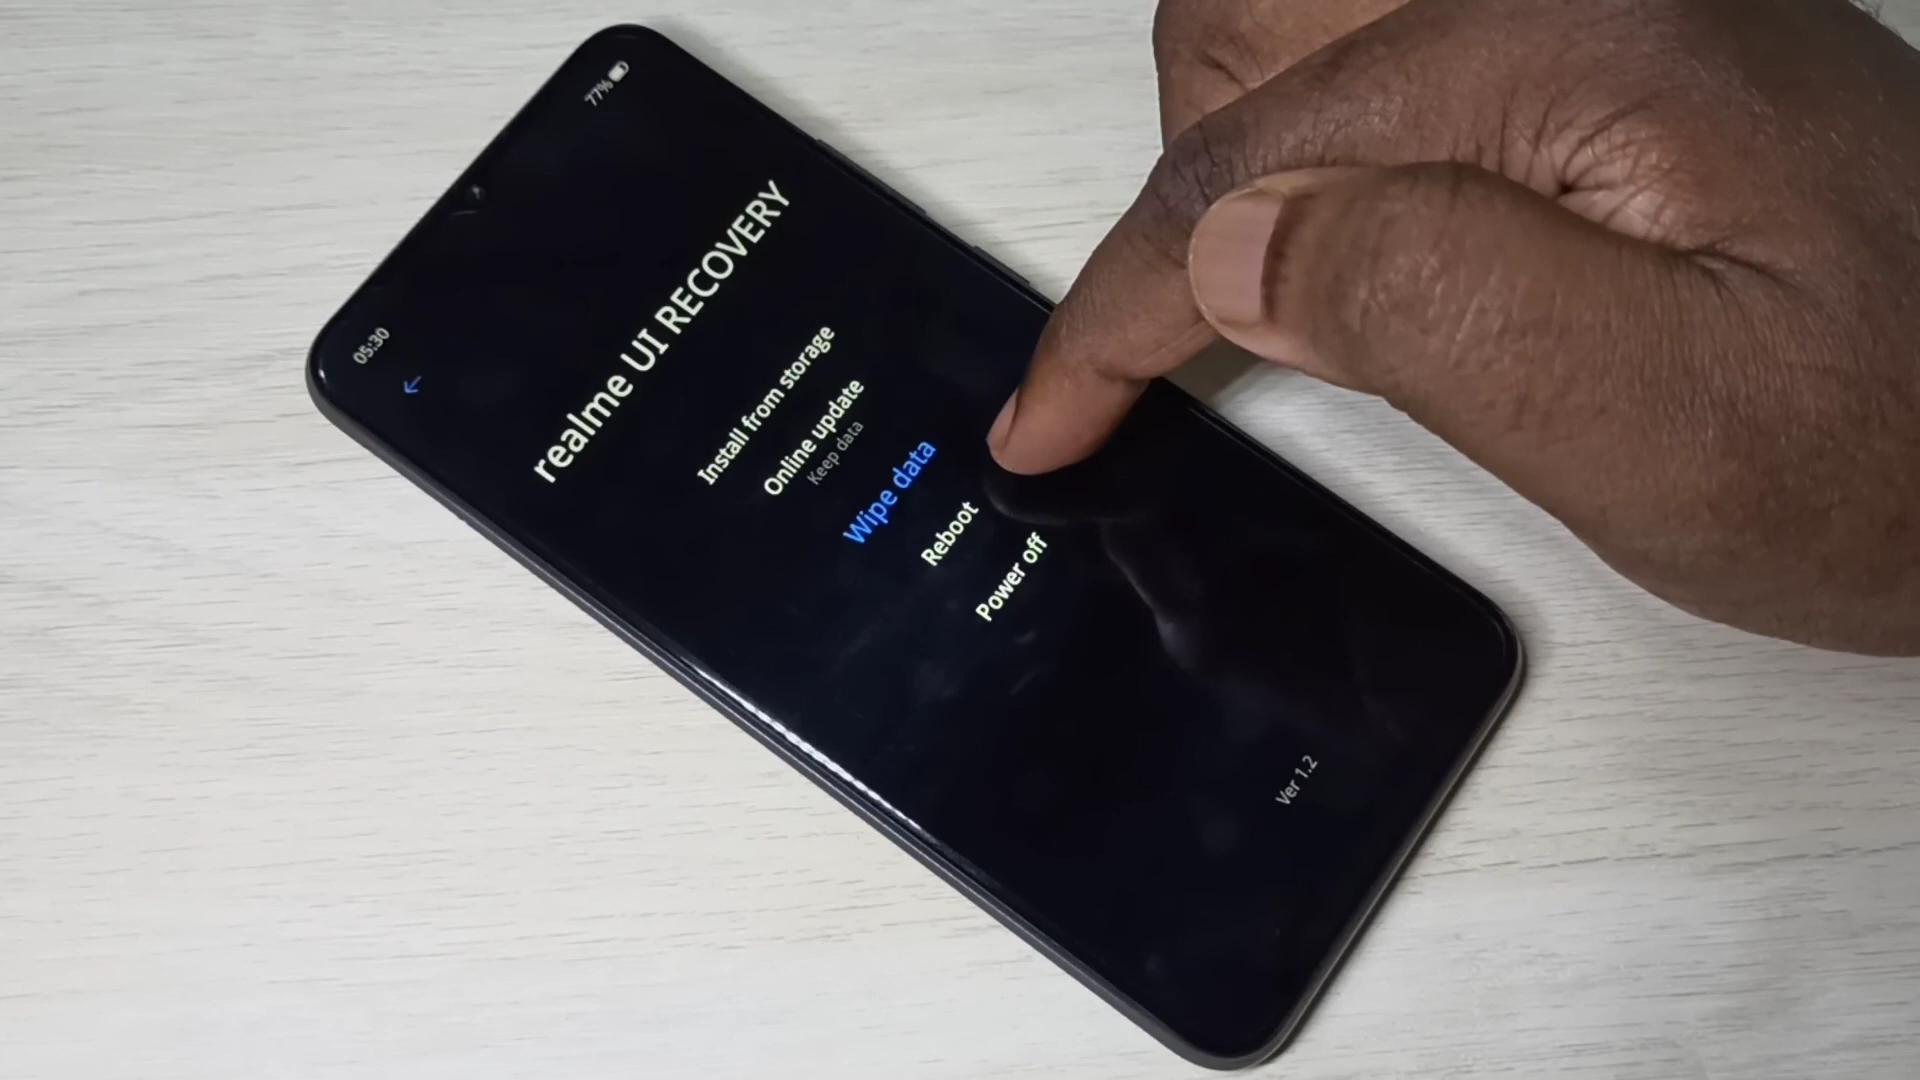 05:30
77%
←
realme UI RECOVERY
Install from storage
Online update
Keep data
Wipe data
Reboot
Power off
Ver 1.2